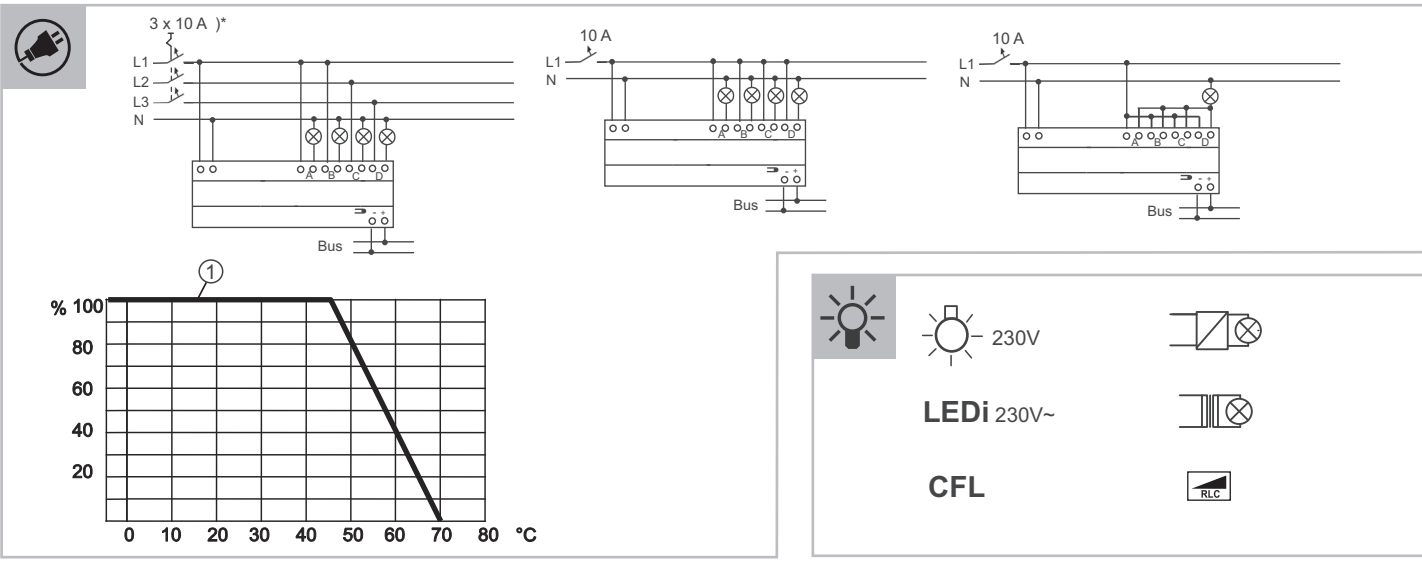 3 x 10 A )*
L1
L2
L3
N
A B C D
- +
Bus
10 A
L1
N
A B C D
- +
Bus
10 A
L1
N
A B C D
- +
Bus
1
% 100
80
60
40
20
0 10 20 30 40 50 60 70 80 °C
230V
LEDi 230V~
CFL
RLC